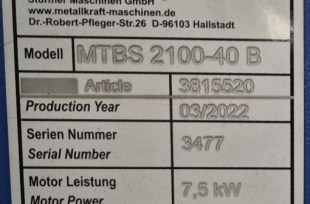 Stürmer Maschinen GmbH
www.metallkraft-maschinen.de
Dr.-Robert-Pfleger-Str.26 D-96103 Hallstadt
Modell MTBS 2100-40 B
Article 3815520
Production Year 03/2022
Serien Nummer
Serial Number 3477
Motor Leistung
Motor Power 7,5 kW